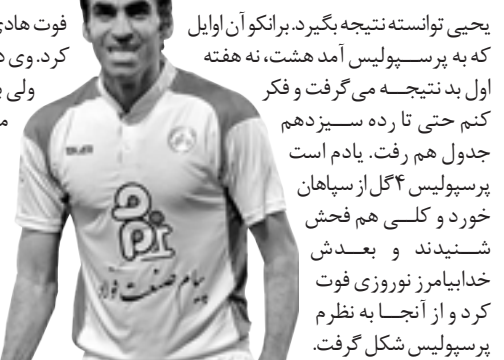 یحیی توانسته نتیجه بگیرد. برانکو آن اوایل
که به پرسپولیس آمد هشت، نه هفته
اول بد نتیجه می گرفت و فکر
کنم حتی تا رده سیزدهم
جدول هم رفت. یادم است
پرسپولیس ۴ گل از سپاهان
خورد و کلی هم فحش
شنیدند و بعدش
خدابیامرز نوروزی فوت
کرد و از آنجا به نظرم
پرسپولیس شکل گرفت.
فوت هادی
کرد. وی د
ولی
پیام صنعت